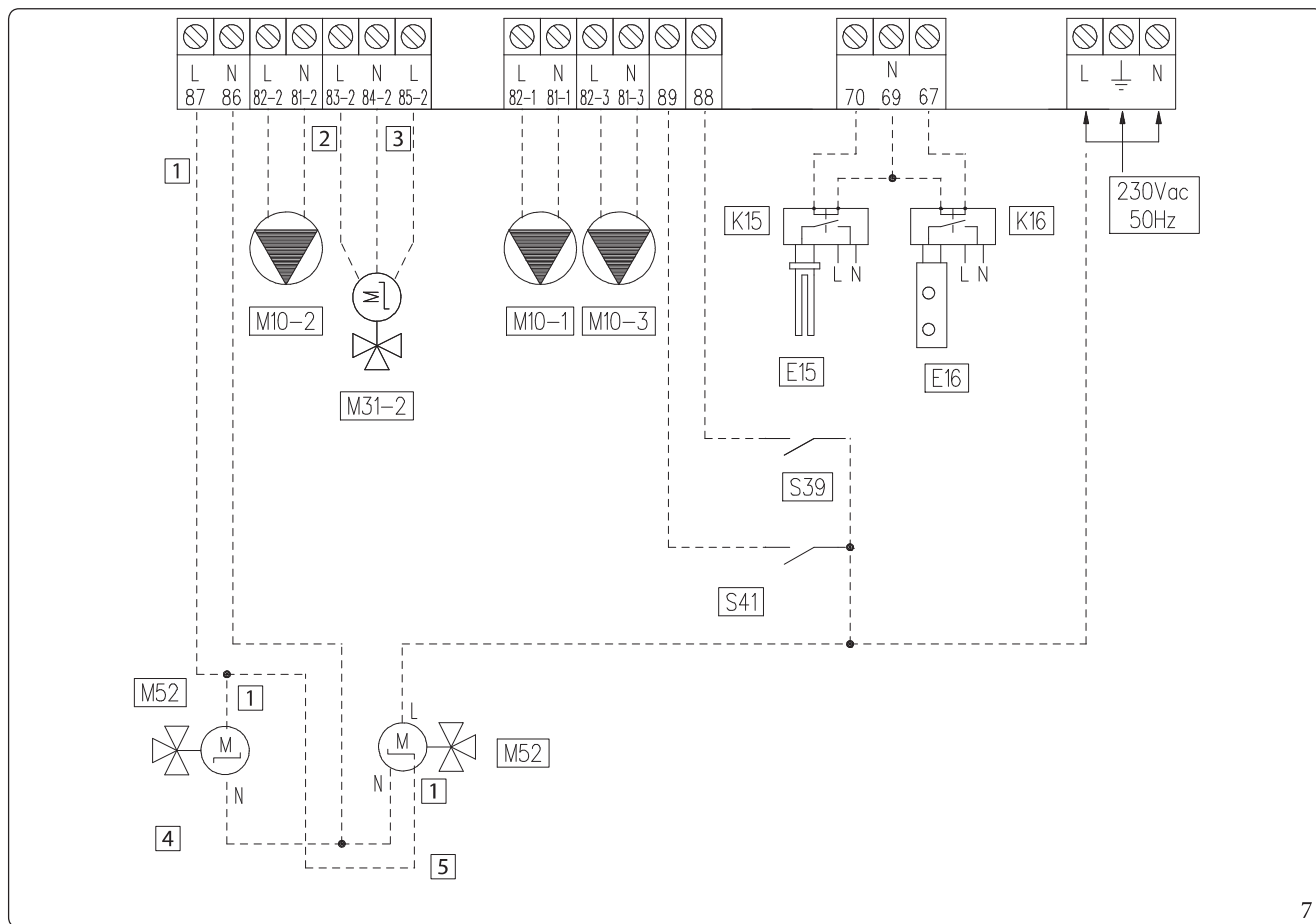 L N L N L N L
87 86 82-2 81-2 83-2 84-2 85-2
L N L N
82-1 81-1 82-3 81-3 89 88
N
70 69 67
L N
1
2
3
230Vac
50Hz
K15
K16
L N
L N
M
M10-2
M10-1
M10-3
E15
E16
M31-2
S39
S41
M52
1
L
M
M
M52
N
N
1
4
5
7